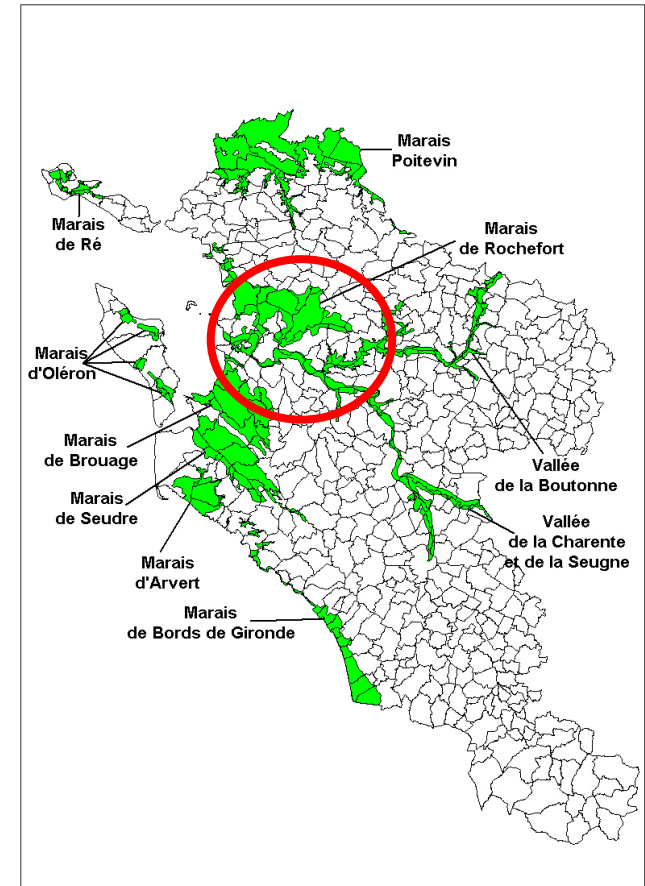 Marais
Poitevin
Marais
de Ré
Marais
de Rochefort
Marais
d'Oléron
Marais
de Brouage
Vallée
de la Boutonne
Marais
de Seudre
Vallée
de la Charente
et de la Seugne
Marais
d'Arvert
Marais
de Bords de Gironde